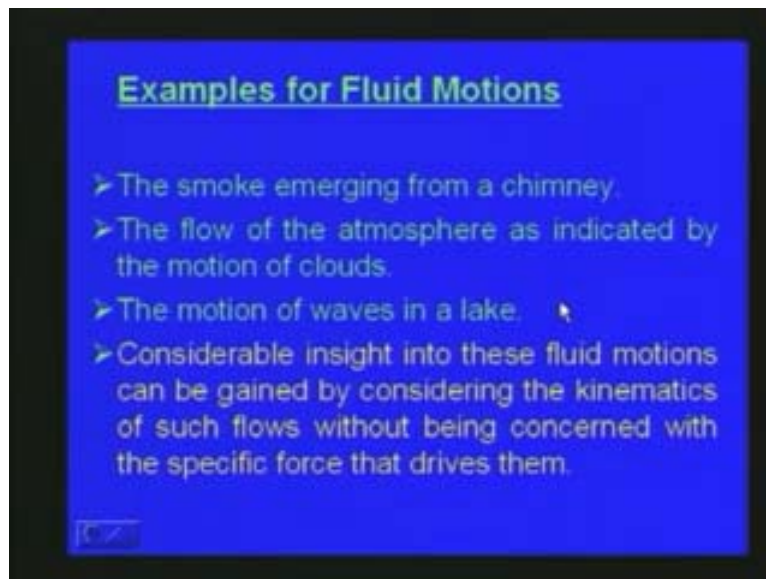 Examples for Fluid Motions
➢The smoke emerging from a chimney.
➢The flow of the atmosphere as indicated by
the motion of clouds.
➢The motion of waves in a lake.
➢Considerable insight into these fluid motions
can be gained by considering the kinematics
of such flows without being concerned with
the specific force that drives them.